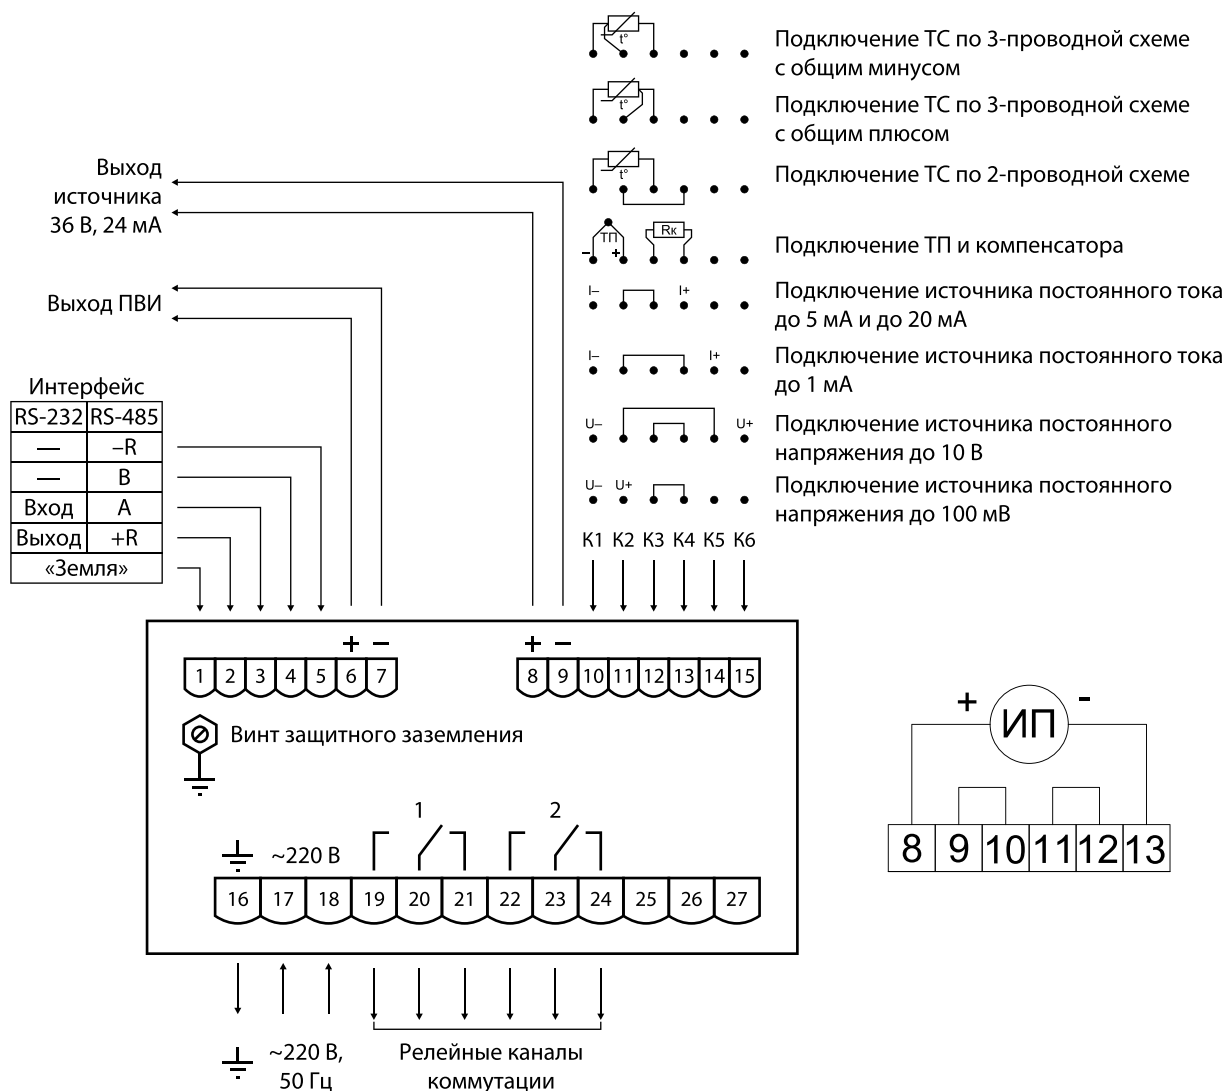 t°
Подключение ТС по 3-проводной схеме
с общим минусом
t°
Подключение ТС по 3-проводной схеме
с общим плюсом
t°
Подключение ТС по 2-проводной схеме
ТП
– +
Rк
Подключение ТП и компенсатора
I– I+
Подключение источника постоянного тока
до 5 мА и до 20 мА
I– I+
Подключение источника постоянного тока
до 1 мА
U– U+
Подключение источника постоянного
напряжения до 10 В
U– U+
Подключение источника постоянного
напряжения до 100 мВ
К1 К2 К3 К4 К5 К6
Выход
источника
36 В, 24 мА
Выход ПВИ
Интерфейс
RS-232 RS-485
— –R
— B
Вход A
Выход +R
«Земля»
+ –
+ –
1 2 3 4 5 6 7
8 9 10 11 12 13 14 15
Винт защитного заземления
1 2
~220 В
16 17 18 19 20 21 22 23 24 25 26 27
~220 В,
50 Гц
Релейные каналы
коммутации
+ -
ИП
8 9 10 11 12 13